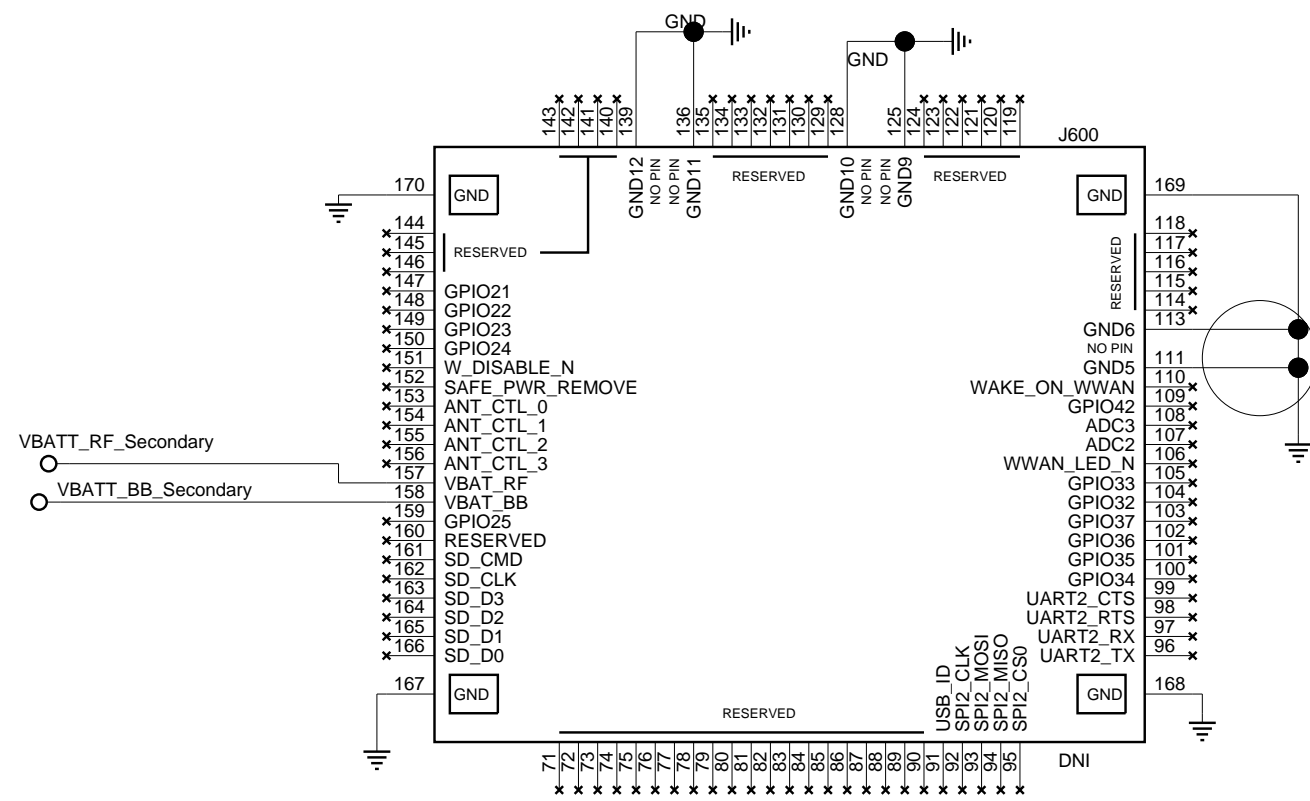 GND
GND
143
142
141
140
139
136
135
134
133
132
131
130
129
128
125
124
123
122
121
120
119
J600
GND12
NO PIN
NO PIN
GND11
RESERVED
GND10
NO PIN
NO PIN
GND9
RESERVED
170
GND
144
145
146
RESERVED
147
GPIO21
148
GPIO22
149
GPIO23
150
GPIO24
151
W_DISABLE_N
152
SAFE_PWR_REMOVE
153
ANT_CTL_0
154
ANT_CTL_1
155
ANT_CTL_2
156
ANT_CTL_3
VBATT_RF_Secondary
157
VBAT_RF
VBATT_BB_Secondary
158
VBAT_BB
159
GPIO25
160
RESERVED
161
SD_CMD
162
SD_CLK
163
SD_D3
164
SD_D2
165
SD_D1
166
SD_D0
167
GND
GND
169
118
117
116
115
114
RESERVED
GND6
113
NO PIN
GND5
111
WAKE_ON_WWAN
110
GPIO42
109
ADC3
108
ADC2
107
WWAN_LED_N
106
GPIO33
105
GPIO32
104
GPIO37
103
GPIO36
102
GPIO35
101
GPIO34
100
UART2_CTS
99
UART2_RTS
98
UART2_RX
97
UART2_TX
96
GND
168
RESERVED
USB_ID
SPI2_CLK
SPI2_MOSI
SPI2_MISO
SPI2_CS0
71
72
73
74
75
76
77
78
79
80
81
82
83
84
85
86
87
88
89
90
91
92
93
94
95
DNI